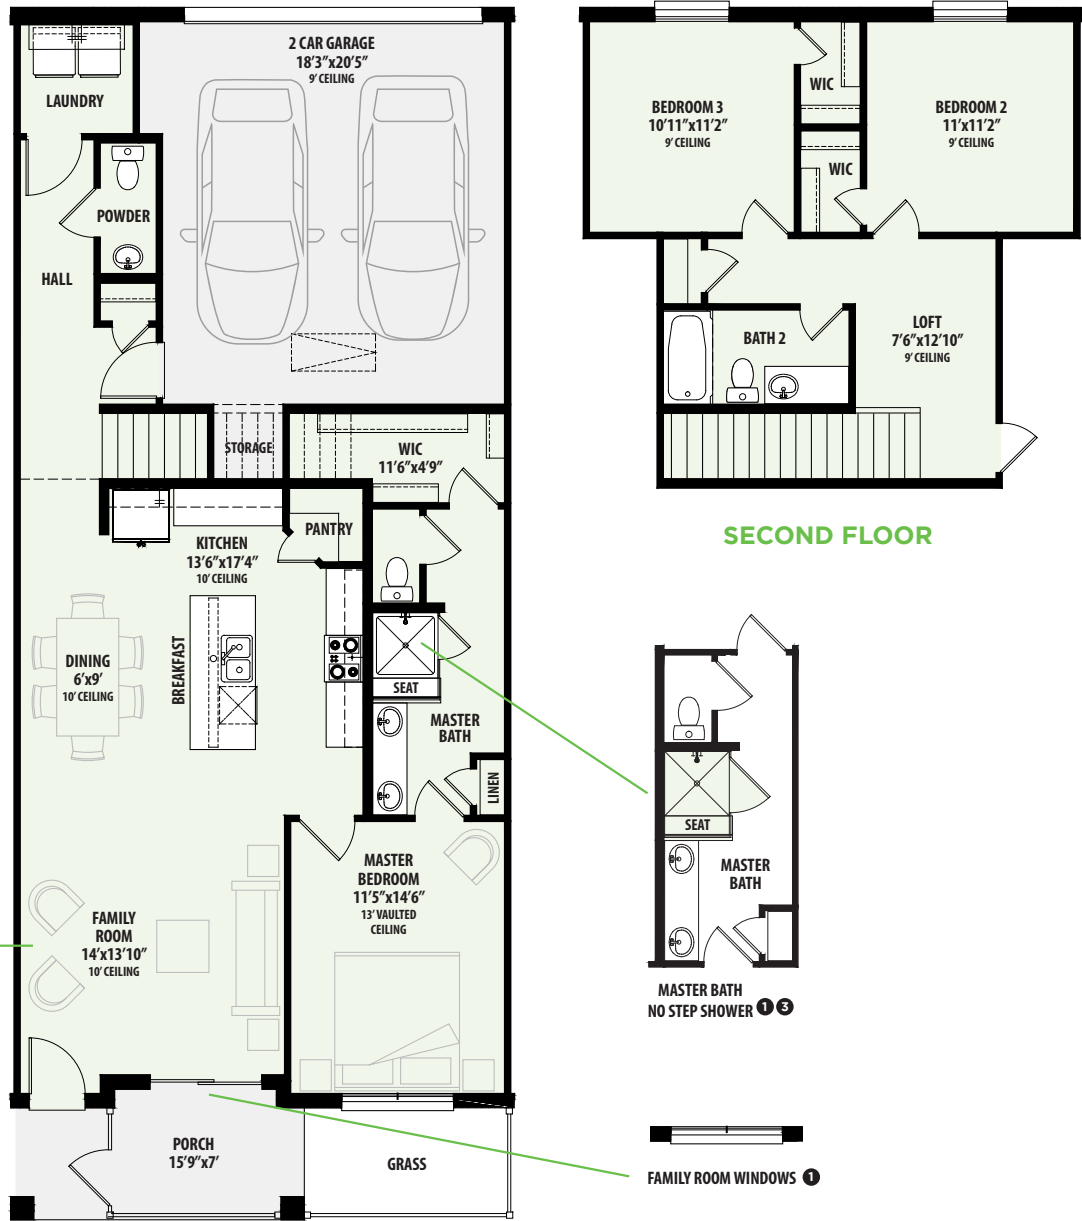 2 CAR GARAGE
18'3"x20'5"
9' CEILING
LAUNDRY
POWDER
HALL
STORAGE
WIC
11'6"x4'9"
PANTRY
KITCHEN
13'6"x17'4"
10' CEILING
BREAKFAST
DINING
6'x9'
10' CEILING
SEAT
MASTER
BATH
LINEN
MASTER
BEDROOM
11'5"x14'6"
13' VAULTED
CEILING
FAMILY
ROOM
14'x13'10"
10' CEILING
PORCH
15'9"x7'
GRASS
BEDROOM 3
10'11"x11'2"
9' CEILING
WIC
WIC
BEDROOM 2
11'x11'2"
9' CEILING
BATH 2
LOFT
7'6"x12'10"
9' CEILING
SECOND FLOOR
SEAT
MASTER
BATH
MASTER BATH
NO STEP SHOWER 1 3
FAMILY ROOM WINDOWS 1